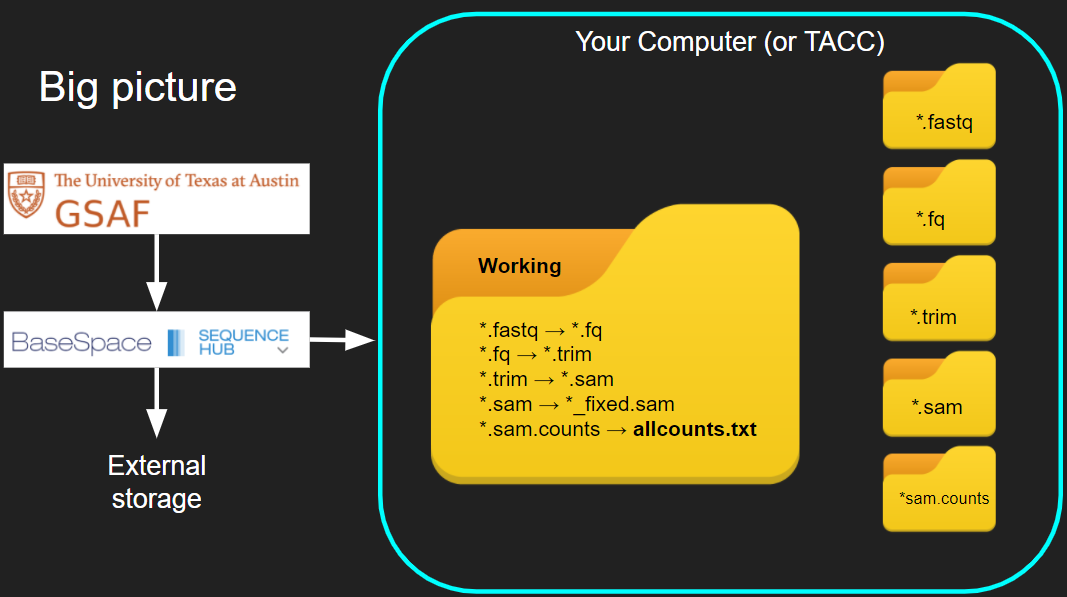 Big picture
The University of Texas at Austin
GSAF
BaseSpace
SEQUENCE
HUB
External
storage
Your Computer (or TACC)
Working
*.fastq → *.fq
*.fq → *.trim
*.trim → *.sam
*.sam → *_fixed.sam
*.sam.counts → allcounts.txt
*.fastq
*.fq
*.trim
*.sam
*sam.counts